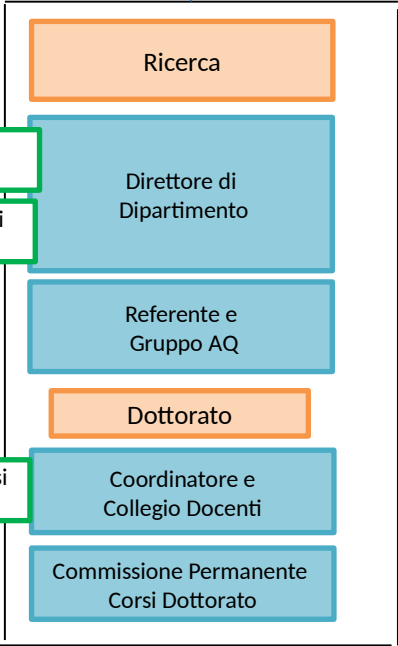 Ricerca
Direttore di
Dipartimento
Referente e
Gruppo AQ
Dottorato
Coordinatore e
Collegio Docenti
Commissione Permanente
Corsi Dottorato